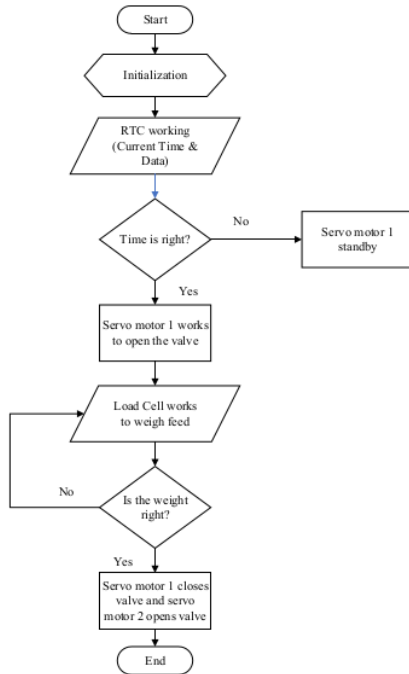 Start
Initialization
RTC working
(Current Time &
Data)
Time is right?
No
Servo motor 1
standby
Yes
Servo motor 1 works
to open the valve
Load Cell works
to weigh feed
Is the weight
right?
No
Yes
Servo motor 1 closes
valve and servo
motor 2 opens valve
End